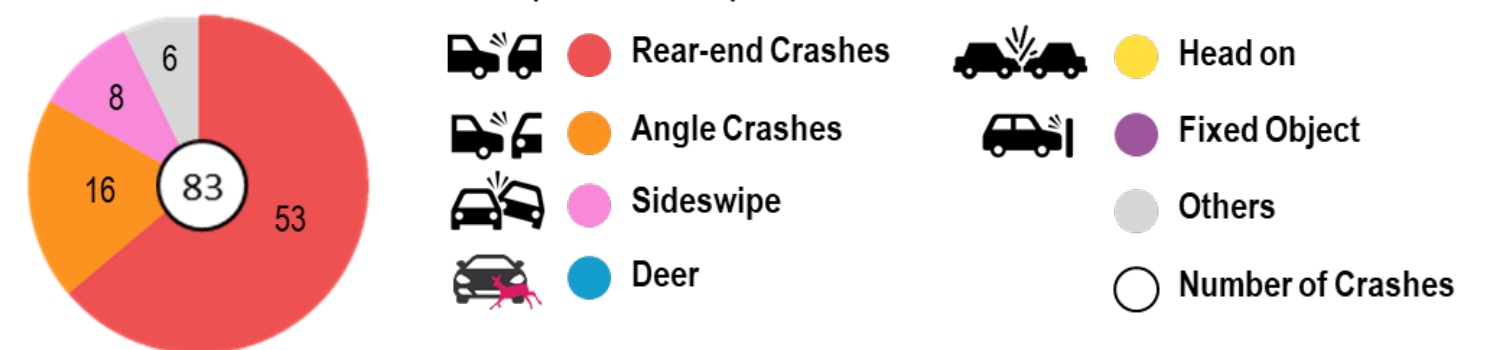 6
8
16
83
53
Rear-end Crashes
Angle Crashes
Sideswipe
Deer
Head on
Fixed Object
Others
Number of Crashes